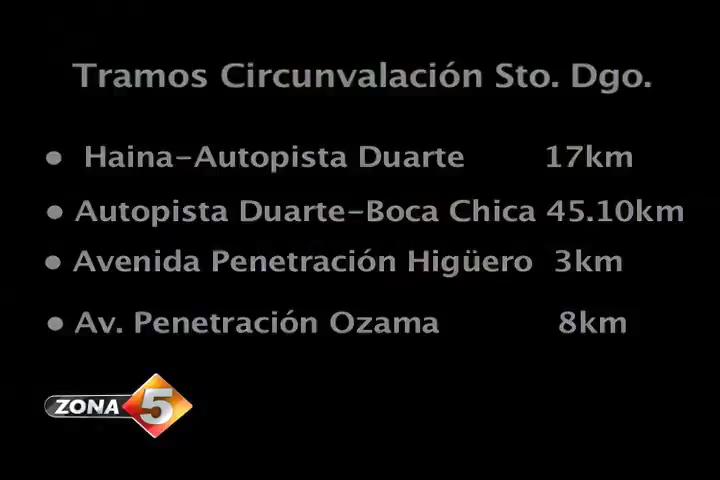 Tramos Circunvalación Sto. Dgo.
• Haina-Autopista Duarte 17km
• Autopista Duarte-Boca Chica 45.10km
• Avenida Penetración Higüero 3km
• Av. Penetración Ozama 8km
ZONA 5